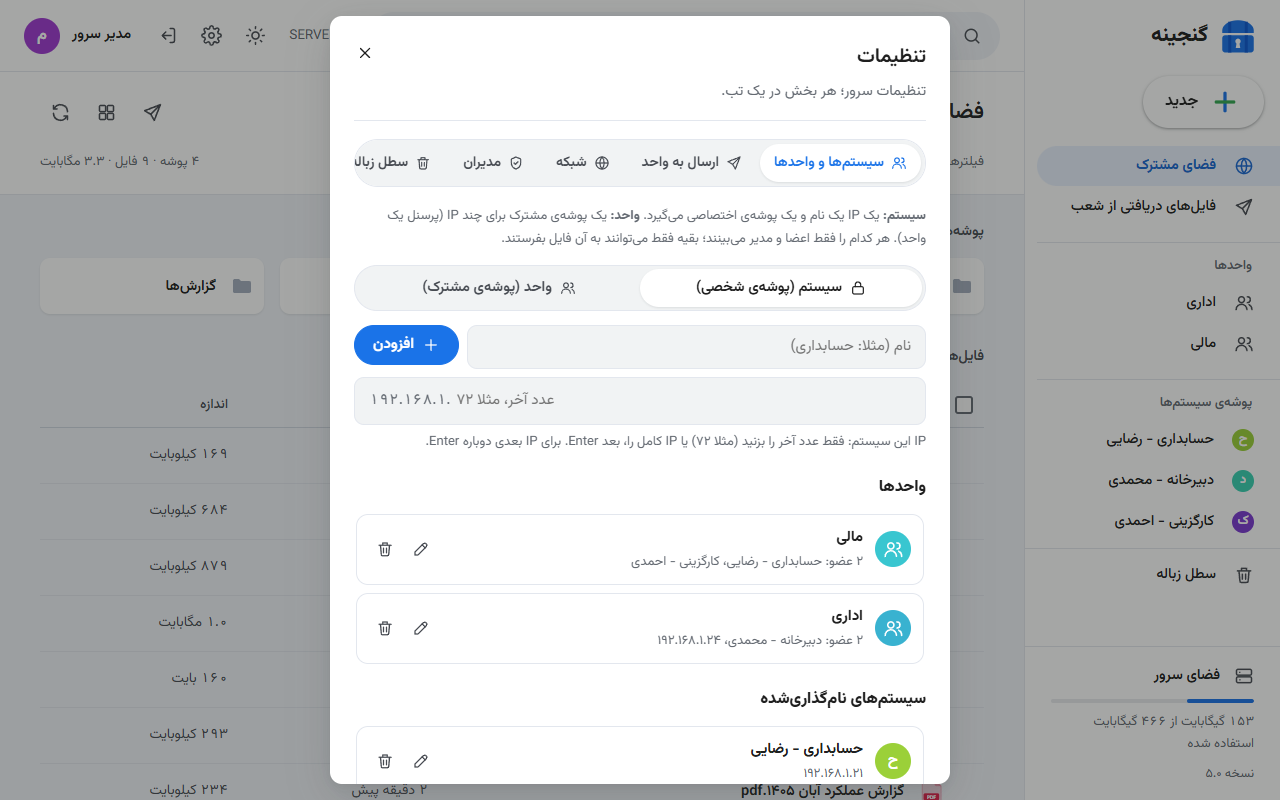 گنجینه
جدید
فضای مشترک
فایل‌های دریافتی از شعب
واحدها
اداری
مالی
پوشه‌ی سیستم‌ها
ح
حسابداری - رضایی
د
دبیرخانه - محمدی
ک
کارگزینی - احمدی
سطل زباله
فضای سرور
۱۵۳ گیگابایت از ۴۶۶ گیگابایت
استفاده شده
نسخه ۵.۰
SERVE
مدیر سرور
م
۴ پوشه · ۹ فایل · ۳.۳ مگابایت
گزارش‌ها
اندازه
۱۶۹ کیلوبایت
۶۸۴ کیلوبایت
۸۷۹ کیلوبایت
۱.۰ مگابایت
۱۶۰ بایت
۲۹۳ کیلوبایت
گزارش عملکرد آبان ۱۴۰۵.pdf
۲ دقیقه پیش
۲۳۴ کیلوبایت
PDF
تنظیمات
تنظیمات سرور؛ هر بخش در یک تب.
سیستم‌ها و واحدها
ارسال به واحد
شبکه
مدیران
سطل زباله
سیستم: یک IP یک نام و یک پوشه‌ی اختصاصی می‌گیرد. واحد: یک پوشه‌ی مشترک برای چند IP (پرسنل یک
واحد). هر کدام را فقط اعضا و مدیر می‌بینند؛ بقیه فقط می‌توانند به آن فایل بفرستند.
سیستم (پوشه‌ی شخصی)
واحد (پوشه‌ی مشترک)
نام (مثلا: حسابداری)
افزودن
۱۹۲.۱۶۸.۱. عدد آخر، مثلا ۷۲
IP این سیستم: فقط عدد آخر را بزنید (مثلا ۷۲) یا IP کامل را، بعد Enter. برای IP بعدی دوباره Enter.
واحدها
مالی
۲ عضو: حسابداری - رضایی، کارگزینی - احمدی
اداری
۲ عضو: دبیرخانه - محمدی، ۱۹۲.۱۶۸.۱.۲۴
سیستم‌های نام‌گذاری‌شده
ح
حسابداری - رضایی
۱۹۲.۱۶۸.۱.۲۱